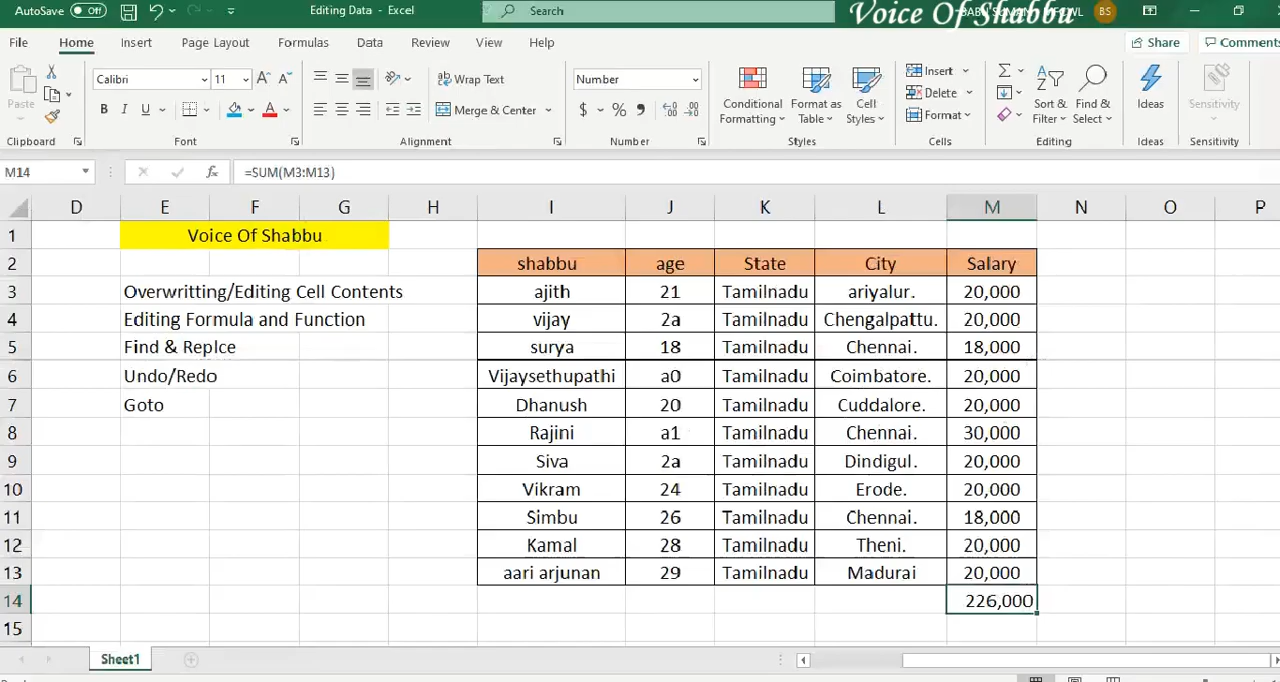 AutoSave Off Editing Data - Excel Search Voice Of Shabbu BS
File Home Insert Page Layout Formulas Data Review View Help Share Comments
Paste Calibri 11 Wrap Text Number Insert Σ
B I U Merge & Center $ % Conditional Formatting Format as Table Cell Styles Delete Format Sort & Filter Find & Select Ideas Sensitivity
Clipboard Font Alignment Number Styles Cells Editing Ideas Sensitivity
M14 fx =SUM(M3:M13)
D E F G H I J K L M N O P
1 Voice Of Shabbu
2 shabbu age State City Salary
3 Overwritting/Editing Cell Contents ajith 21 Tamilnadu ariyalur. 20,000
4 Editing Formula and Function vijay 2a Tamilnadu Chengalpattu. 20,000
5 Find & Replce surya 18 Tamilnadu Chennai. 18,000
6 Undo/Redo Vijaysethupathi a0 Tamilnadu Coimbatore. 20,000
7 Goto Dhanush 20 Tamilnadu Cuddalore. 20,000
8 Rajini a1 Tamilnadu Chennai. 30,000
9 Siva 2a Tamilnadu Dindigul. 20,000
10 Vikram 24 Tamilnadu Erode. 20,000
11 Simbu 26 Tamilnadu Chennai. 18,000
12 Kamal 28 Tamilnadu Theni. 20,000
13 aari arjunan 29 Tamilnadu Madurai 20,000
14 226,000
15
Sheet1